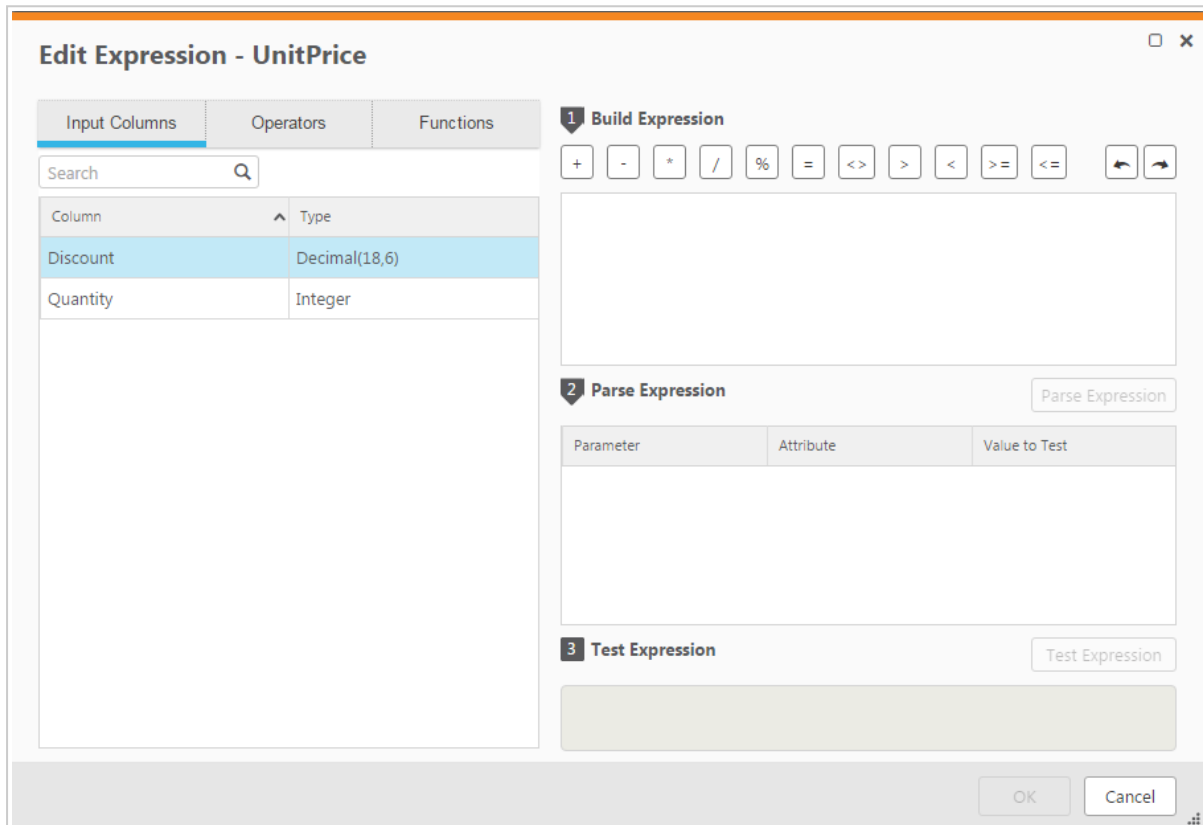 Edit Expression - UnitPrice
Input Columns Operators Functions
Search
Column Type
Discount Decimal(18,6)
Quantity Integer
1 Build Expression
+ - * / % = <> > < >= <=
2 Parse Expression Parse Expression
Parameter Attribute Value to Test
3 Test Expression Test Expression
OK Cancel